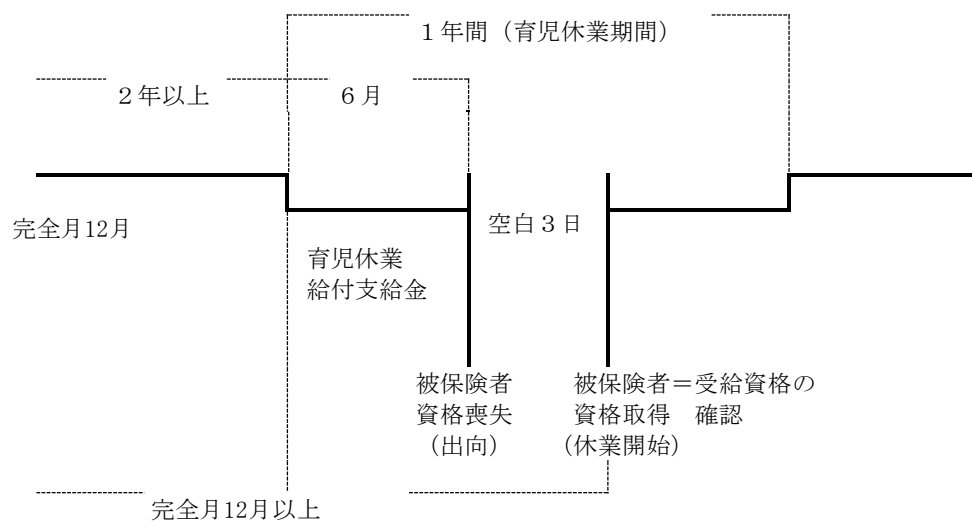 １年間（育児休業期間）
２年以上
６月
完全月12月
空白３日
育児休業
給付支給金
被保険者
資格喪失
（出向）
被保険者＝受給資格の
資格取得　確認
（休業開始）
完全月12月以上